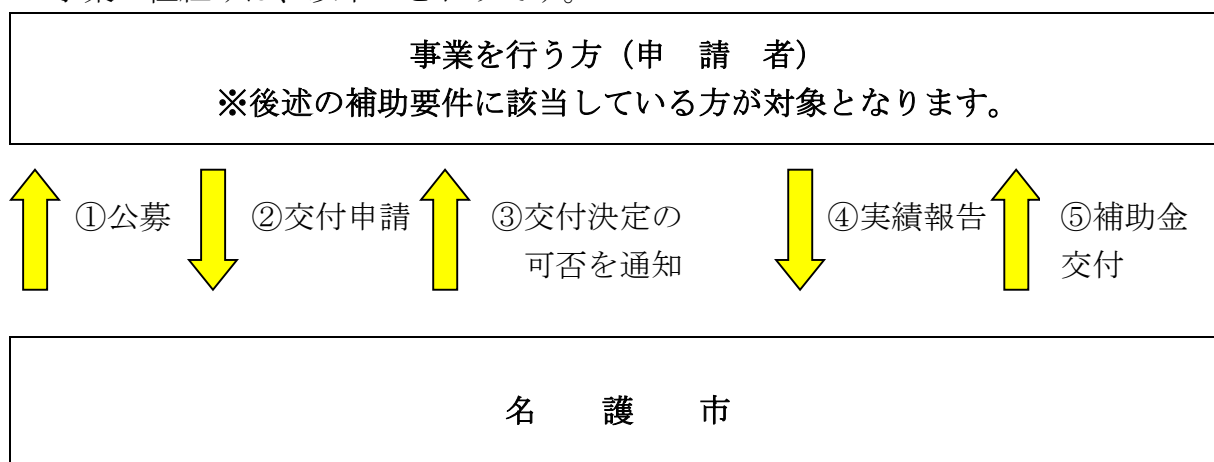 事業を行う方（申　請　者）
※後述の補助要件に該当している方が対象となります。
①公募
②交付申請
③交付決定の
可否を通知
④実績報告
⑤補助金
交付
名　護　市